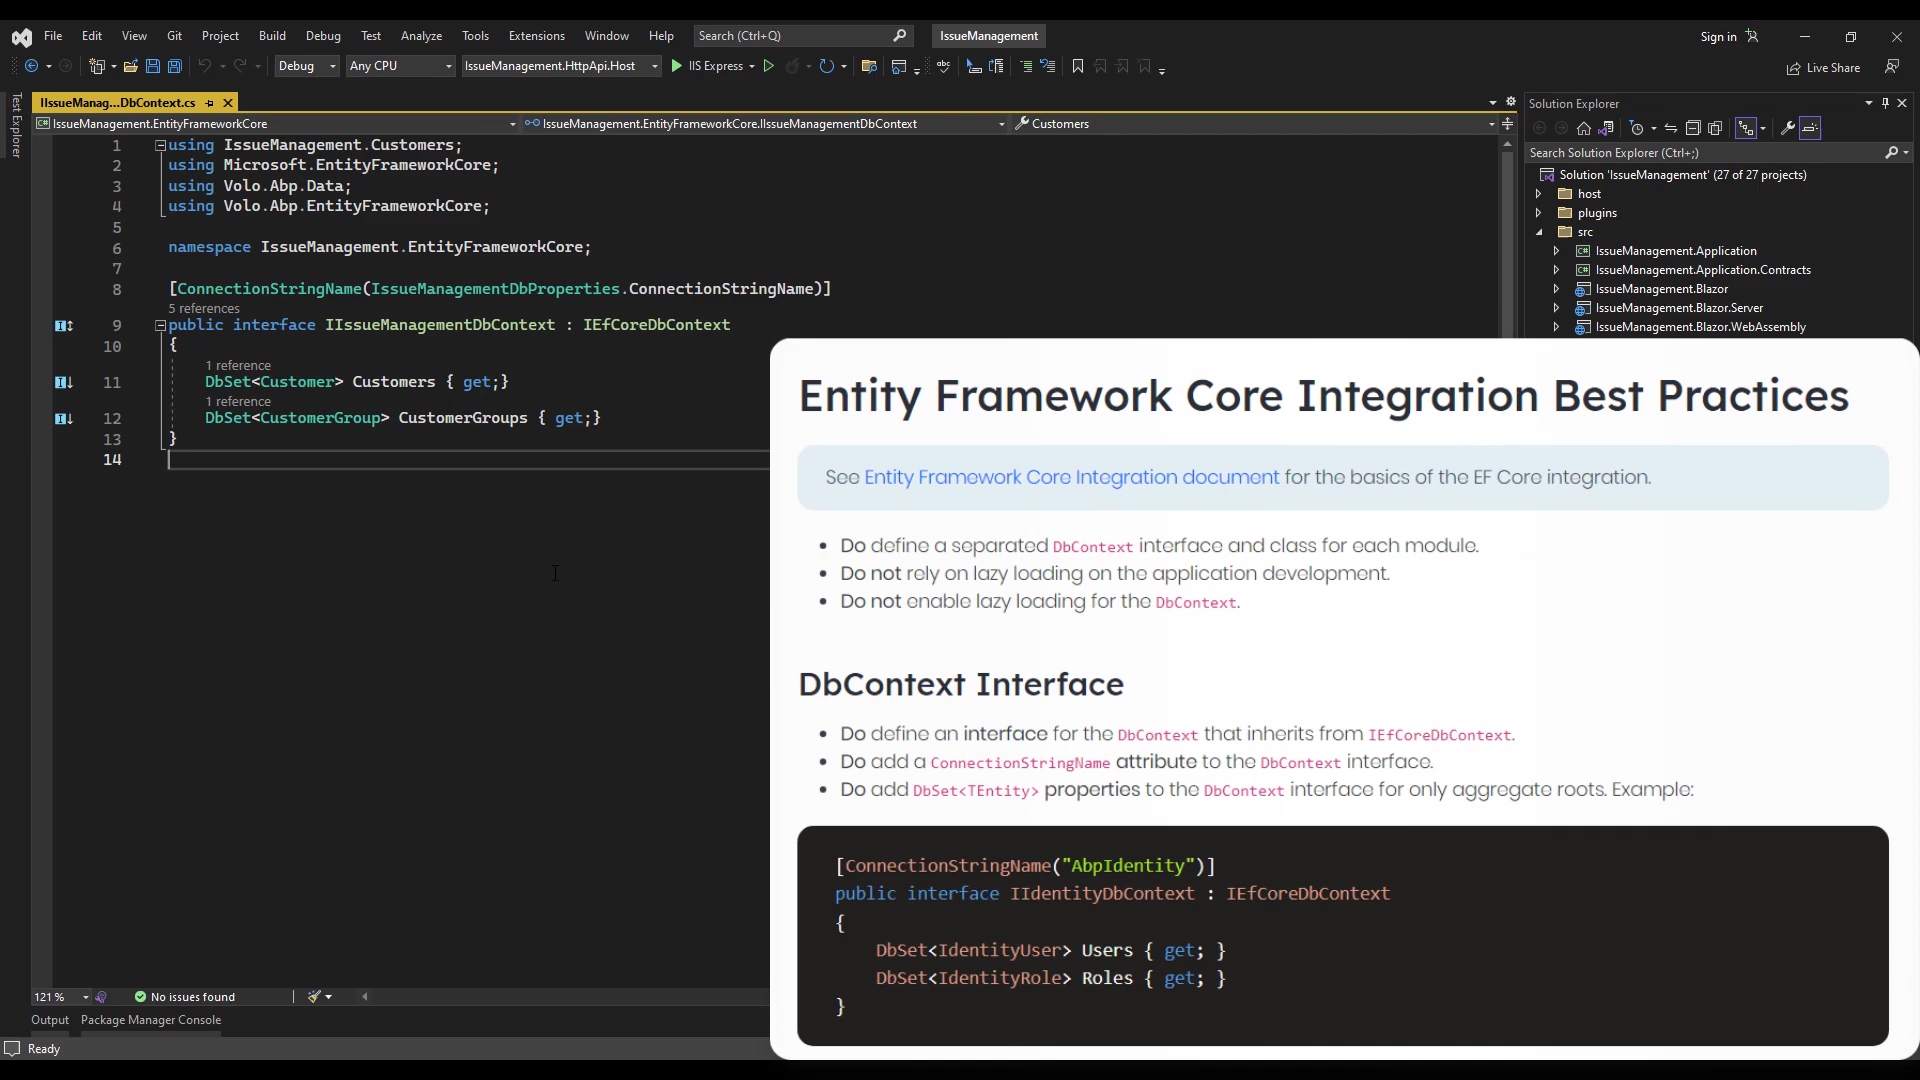 File Edit View Git Project Build Debug Test Analyze Tools Extensions Window Help Search (Ctrl+Q) IssueManagement Sign in
Debug Any CPU IssueManagement.HttpApi.Host IIS Express Live Share
Test Explorer
IIssueManag...DbContext.cs
IssueManagement.EntityFrameworkCore IssueManagement.EntityFrameworkCore.IIssueManagementDbContext Customers
1 using IssueManagement.Customers;
2 using Microsoft.EntityFrameworkCore;
3 using Volo.Abp.Data;
4 using Volo.Abp.EntityFrameworkCore;
5
6 namespace IssueManagement.EntityFrameworkCore;
7
8 [ConnectionStringName(IssueManagementDbProperties.ConnectionStringName)]
5 references
9 public interface IIssueManagementDbContext : IEfCoreDbContext
10 {
1 reference
11 DbSet<Customer> Customers { get;}
1 reference
12 DbSet<CustomerGroup> CustomerGroups { get;}
13 }
14
121 % No issues found
Output Package Manager Console
Ready
Solution Explorer
Search Solution Explorer (Ctrl+;)
Solution 'IssueManagement' (27 of 27 projects)
host
plugins
src
IssueManagement.Application
IssueManagement.Application.Contracts
IssueManagement.Blazor
IssueManagement.Blazor.Server
IssueManagement.Blazor.WebAssembly
Entity Framework Core Integration Best Practices
See Entity Framework Core Integration document for the basics of the EF Core integration.
• Do define a separated DbContext interface and class for each module.
• Do not rely on lazy loading on the application development.
• Do not enable lazy loading for the DbContext.
DbContext Interface
• Do define an interface for the DbContext that inherits from IEfCoreDbContext.
• Do add a ConnectionStringName attribute to the DbContext interface.
• Do add DbSet<TEntity> properties to the DbContext interface for only aggregate roots. Example:
[ConnectionStringName("AbpIdentity")]
public interface IIdentityDbContext : IEfCoreDbContext
{
DbSet<IdentityUser> Users { get; }
DbSet<IdentityRole> Roles { get; }
}